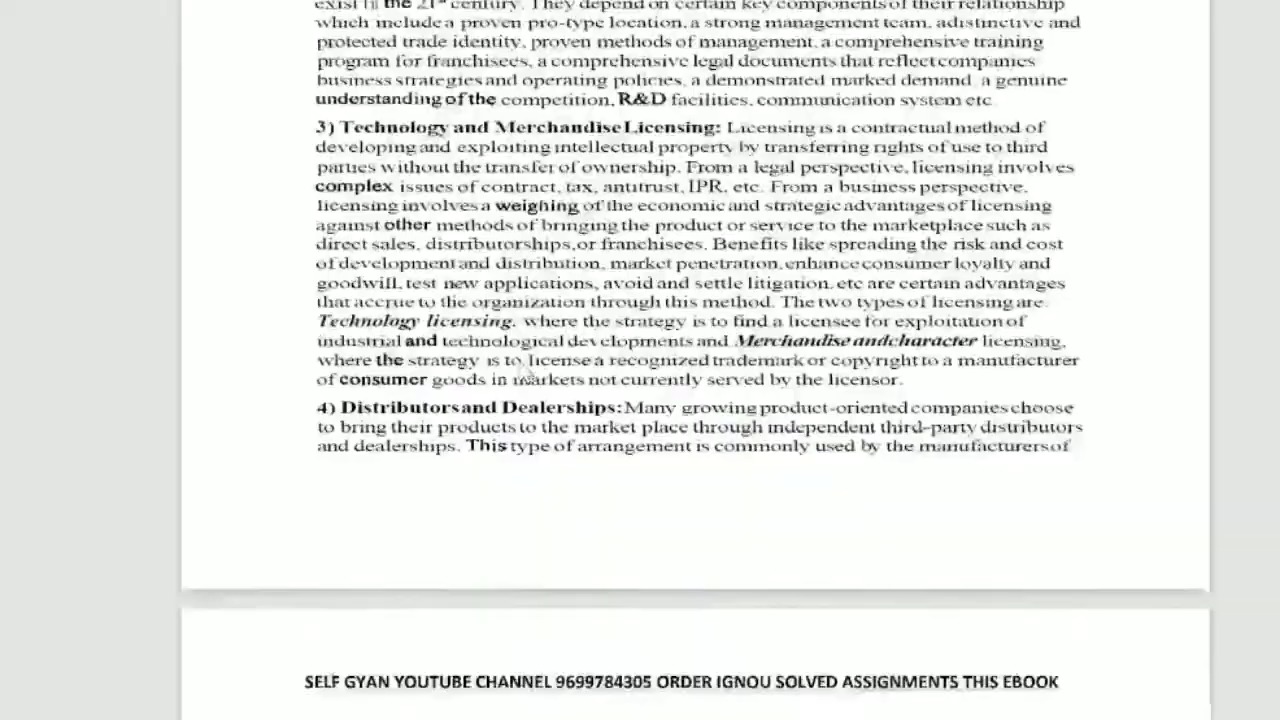 exist in the 21st century. They depend on certain key components of their relationship
which include a proven pro-type location, a strong management team, a distinctive and
protected trade identity, proven methods of management, a comprehensive training
program for franchisees, a comprehensive legal documents that reflect companies
business strategies and operating policies, a demonstrated marked demand, a genuine
understanding of the competition, R&D facilities, communication system etc
3) Technology and Merchandise Licensing: Licensing is a contractual method of
developing and exploiting intellectual property by transferring rights of use to third
parties without the transfer of ownership. From a legal perspective, licensing involves
complex issues of contract, tax, antitrust, IPR, etc. From a business perspective,
licensing involves a weighing of the economic and strategic advantages of licensing
against other methods of bringing the product or service to the marketplace such as
direct sales, distributorships, or franchisees. Benefits like spreading the risk and cost
of development and distribution, market penetration, enhance consumer loyalty and
goodwill, test new applications, avoid and settle litigation, etc are certain advantages
that accrue to the organization through this method. The two types of licensing are
Technology licensing, where the strategy is to find a licensee for exploitation of
industrial and technological developments and Merchandise and character licensing,
where the strategy is to license a recognized trademark or copyright to a manufacturer
of consumer goods in markets not currently served by the licensor.
4) Distributors and Dealerships: Many growing product-oriented companies choose
to bring their products to the market place through independent third-party distributors
and dealerships. This type of arrangement is commonly used by the manufacturers of
SELF GYAN YOUTUBE CHANNEL 9699784305 ORDER IGNOU SOLVED ASSIGNMENTS THIS EBOOK